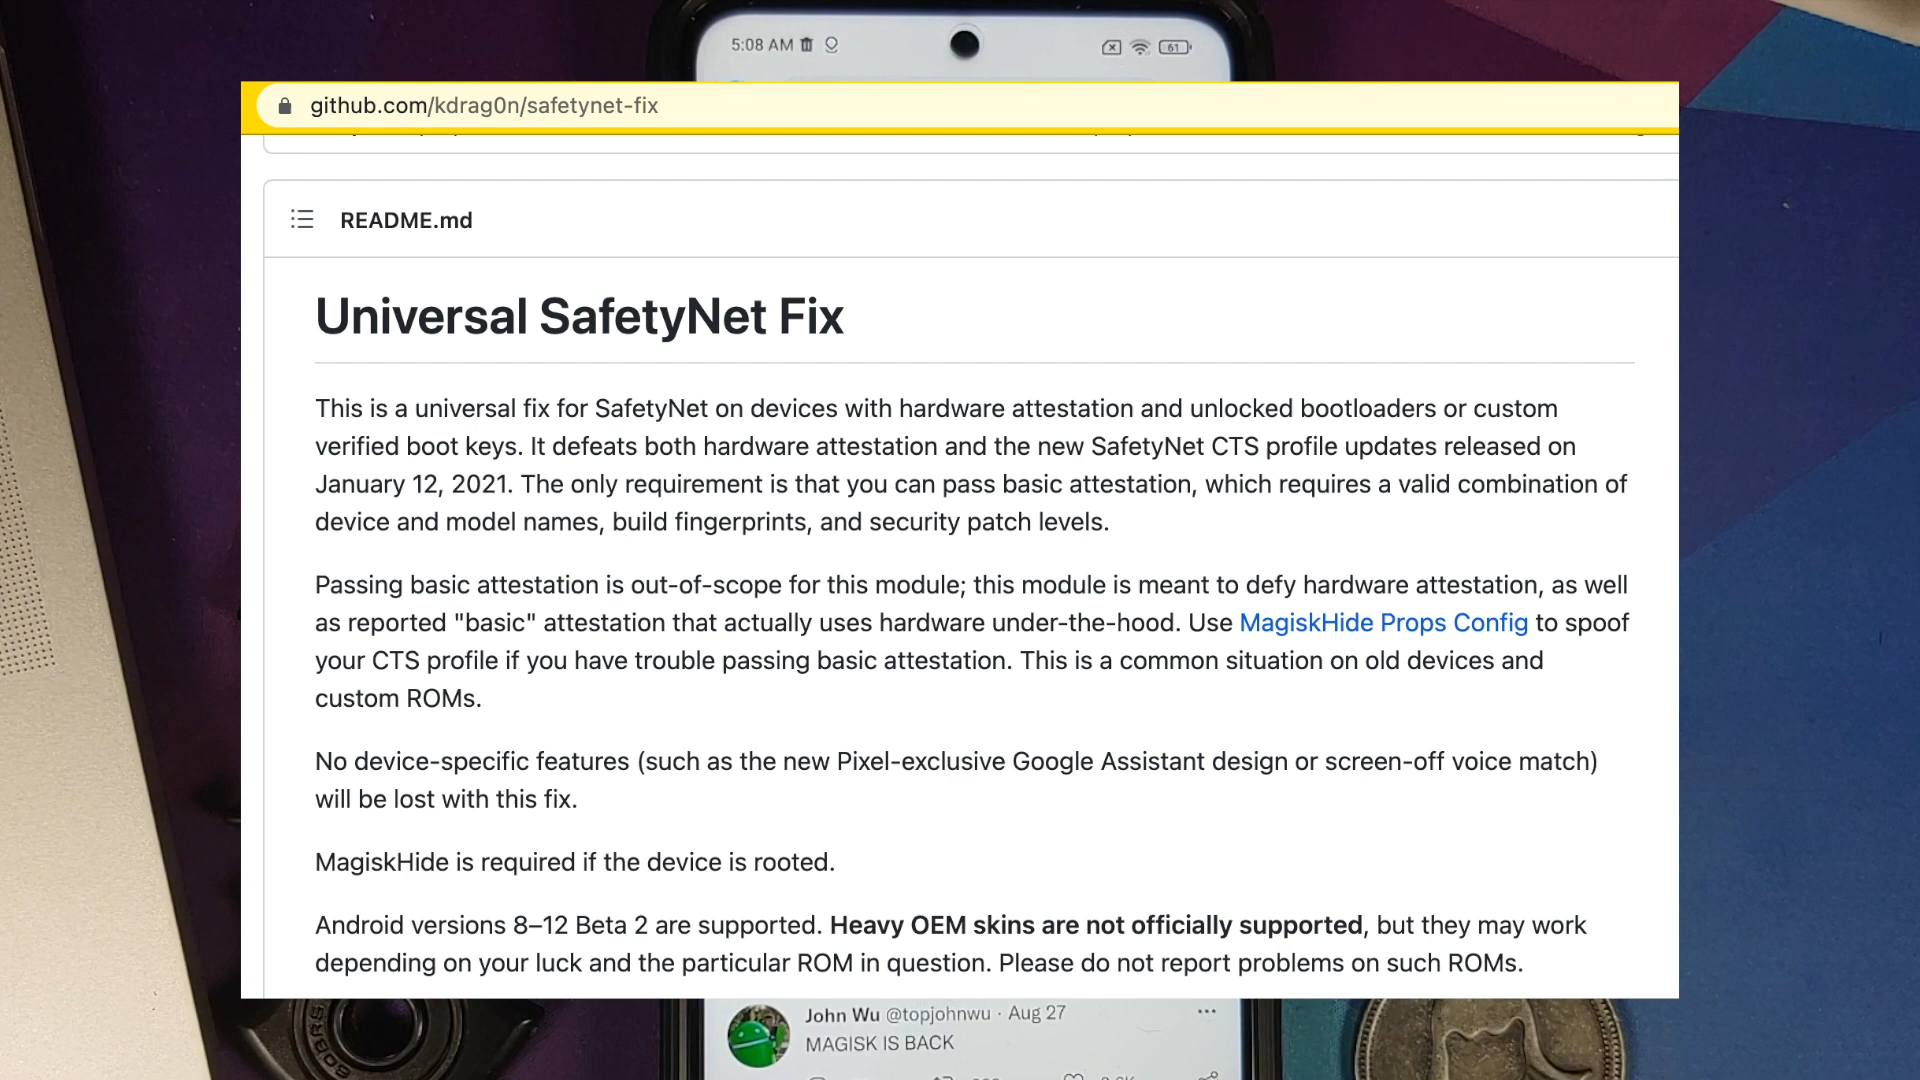 5:08 AM
61
github.com/kdrag0n/safetynet-fix
README.md
Universal SafetyNet Fix
This is a universal fix for SafetyNet on devices with hardware attestation and unlocked bootloaders or custom
verified boot keys. It defeats both hardware attestation and the new SafetyNet CTS profile updates released on
January 12, 2021. The only requirement is that you can pass basic attestation, which requires a valid combination of
device and model names, build fingerprints, and security patch levels.
Passing basic attestation is out-of-scope for this module; this module is meant to defy hardware attestation, as well
as reported "basic" attestation that actually uses hardware under-the-hood. Use MagiskHide Props Config to spoof
your CTS profile if you have trouble passing basic attestation. This is a common situation on old devices and
custom ROMs.
No device-specific features (such as the new Pixel-exclusive Google Assistant design or screen-off voice match)
will be lost with this fix.
MagiskHide is required if the device is rooted.
Android versions 8–12 Beta 2 are supported. Heavy OEM skins are not officially supported, but they may work
depending on your luck and the particular ROM in question. Please do not report problems on such ROMs.
John Wu @topjohnwu · Aug 27
MAGISK IS BACK